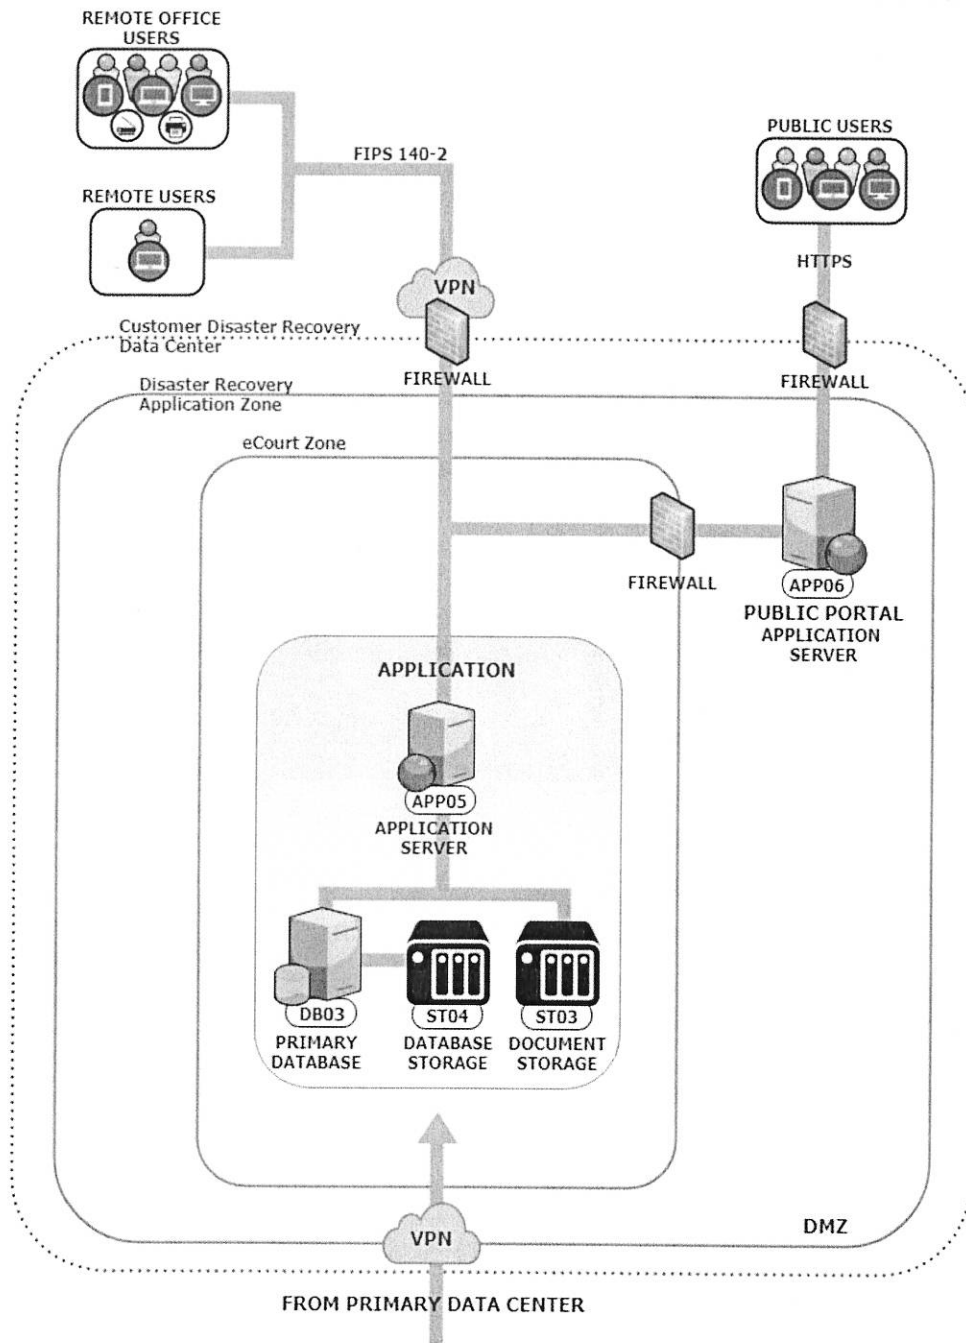 REMOTE OFFICE
USERS
FIPS 140-2
PUBLIC USERS
REMOTE USERS
HTTPS
VPN
Customer Disaster Recovery
Data Center
FIREWALL
FIREWALL
Disaster Recovery
Application Zone
eCourt Zone
FIREWALL
APP06
PUBLIC PORTAL
APPLICATION
SERVER
APPLICATION
APP05
APPLICATION
SERVER
DB03
PRIMARY
DATABASE
ST04
DATABASE
STORAGE
ST03
DOCUMENT
STORAGE
VPN
DMZ
FROM PRIMARY DATA CENTER